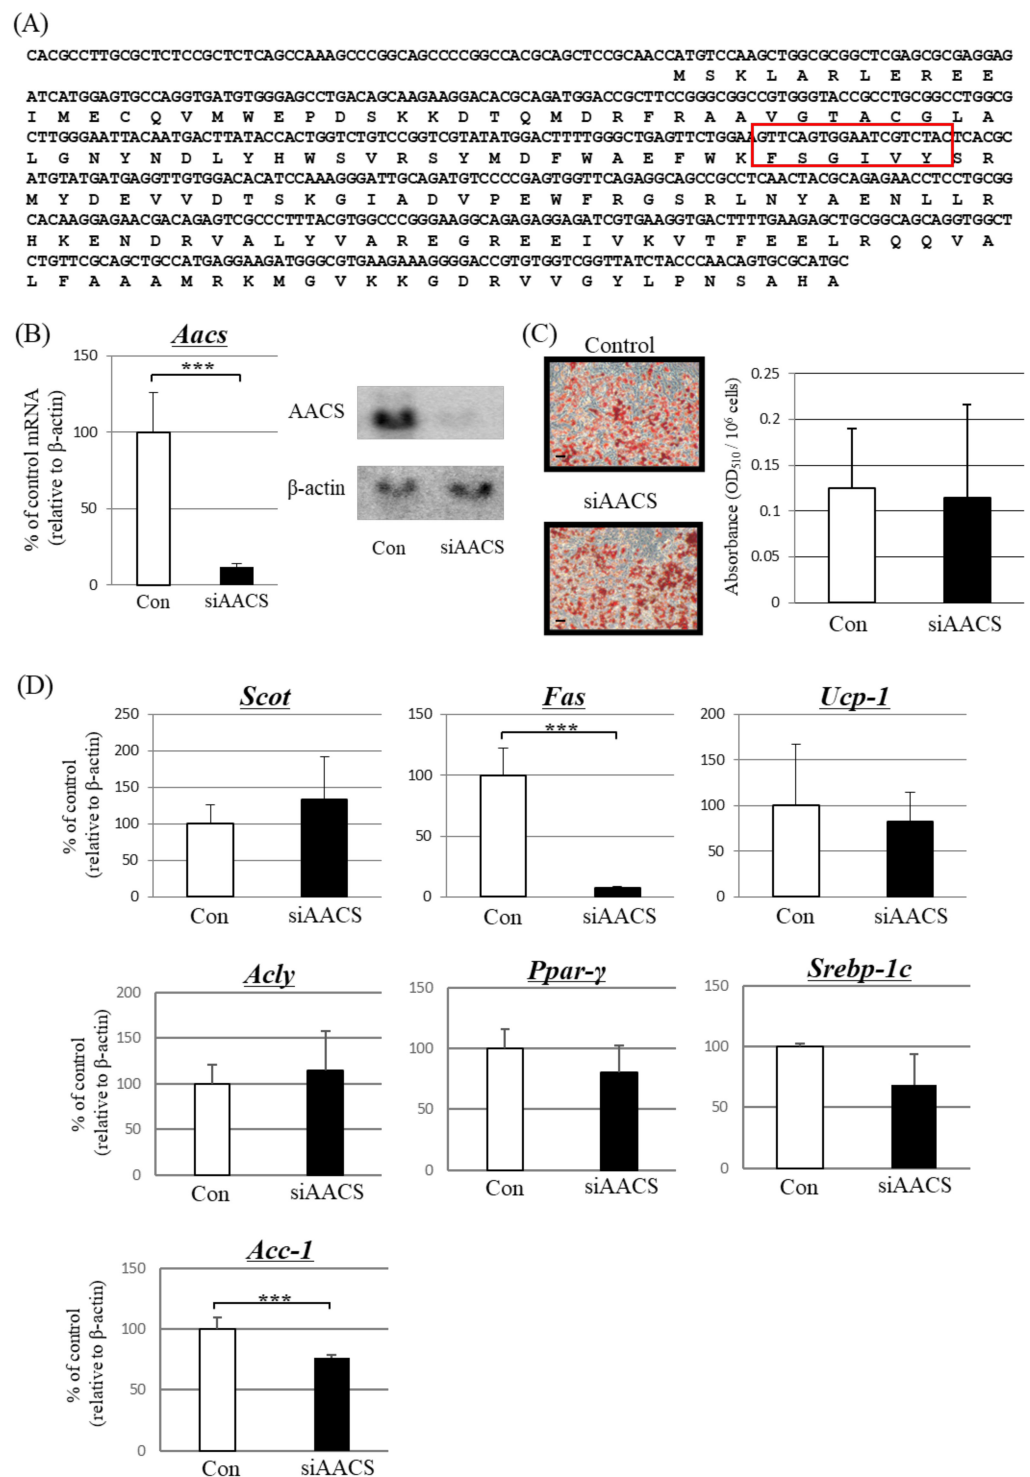 (A)
CACGCCTTGCGCTCTCCGCTCTCAGCCAAAGCCCGGCAGCCCCGGCCACGCAGCTCCGCAACCATGTCCAAGCTGGCGCGGCTCGAGCGCGAGGAG
M S K L A R L E R E E
ATCATGGAGTGCCAGGTGATGTGGGAGCCTGACAGCAAGAAGGACACGCAGATGGACCGCTTCCGGGCGGCCGTGGGTACCGCCTGCGGCCTGGCG
I M E C Q V M W E P D S K K D T Q M D R F R A A V G T A C G L A
CTTGGGAATTACAATGACTTATACCACTGGTCTGTCCGGTCGTATATGGACTTTTGGGCTGAGTTCTGGAAGTTCAGTGGAATCGTCTACTCACGC
L G N Y N D L Y H W S V R S Y M D F W A E F W K F S G I V Y S R
ATGTATGATGAGGTTGTGGACACATCCAAAGGGATTGCAGATGTCCCCGAGTGGTTCAGAGGCAGCCGCCTCAACTACGCAGAGAACCTCCTGCGG
M Y D E V V D T S K G I A D V P E W F R G S R L N Y A E N L L R
CACAAGGAGAACGACAGAGTCGCCCTTTACGTGGCCCGGGAAGGCAGAGAGGAGATCGTGAAGGTGACTTTTGAAGAGCTGCGGCAGCAGGTGGCT
H K E N D R V A L Y V A R E G R E E I V K V T F E E L R Q Q V A
CTGTTCGCAGCTGCCATGAGGAAGATGGGCGTGAAGAAAGGGGACCGTGTGGTCGGTTATCTACCCAACAGTGCGCATGC
L F A A A M R K M G V K K G D R V V G Y L P N S A H A
(B)
Aacs
% of control mRNA
(relative to β-actin)
150
100
50
0
***
Con
siAACS
AACS
β-actin
Con
siAACS
(C)
Control
siAACS
Absorbance (OD510 / 10⁶ cells)
0.25
0.2
0.15
0.1
0.05
0
Con
siAACS
(D)
Scot
% of control
(relative to β-actin)
250
200
150
100
50
0
Con
siAACS
Fas
150
100
50
0
***
Con
siAACS
Ucp-1
200
150
100
50
0
Con
siAACS
Acly
% of control
(relative to β-actin)
200
150
100
50
0
Con
siAACS
Ppar-γ
150
100
50
0
Con
siAACS
Srebp-1c
150
100
50
0
Con
siAACS
Acc-1
% of control
(relative to β-actin)
150
100
50
0
***
Con
siAACS